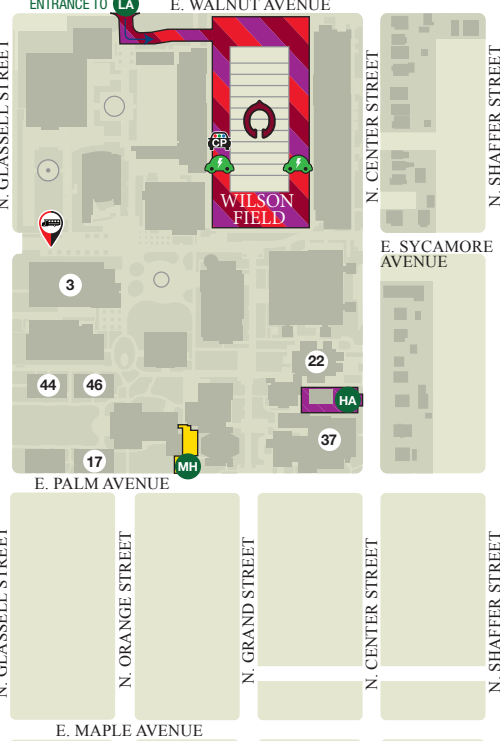 ENTRANCE TO LA
E. WALNUT AVENUE
N. GLASSELL STREET
N. CENTER STREET
N. SHAFFER STREET
CP
WILSON
FIELD
E. SYCAMORE
AVENUE
3
22
44
46
HA
37
17
MH
E. PALM AVENUE
N. GLASSELL STREET
N. ORANGE STREET
N. GRAND STREET
N. CENTER STREET
N. SHAFFER STREET
E. MAPLE AVENUE